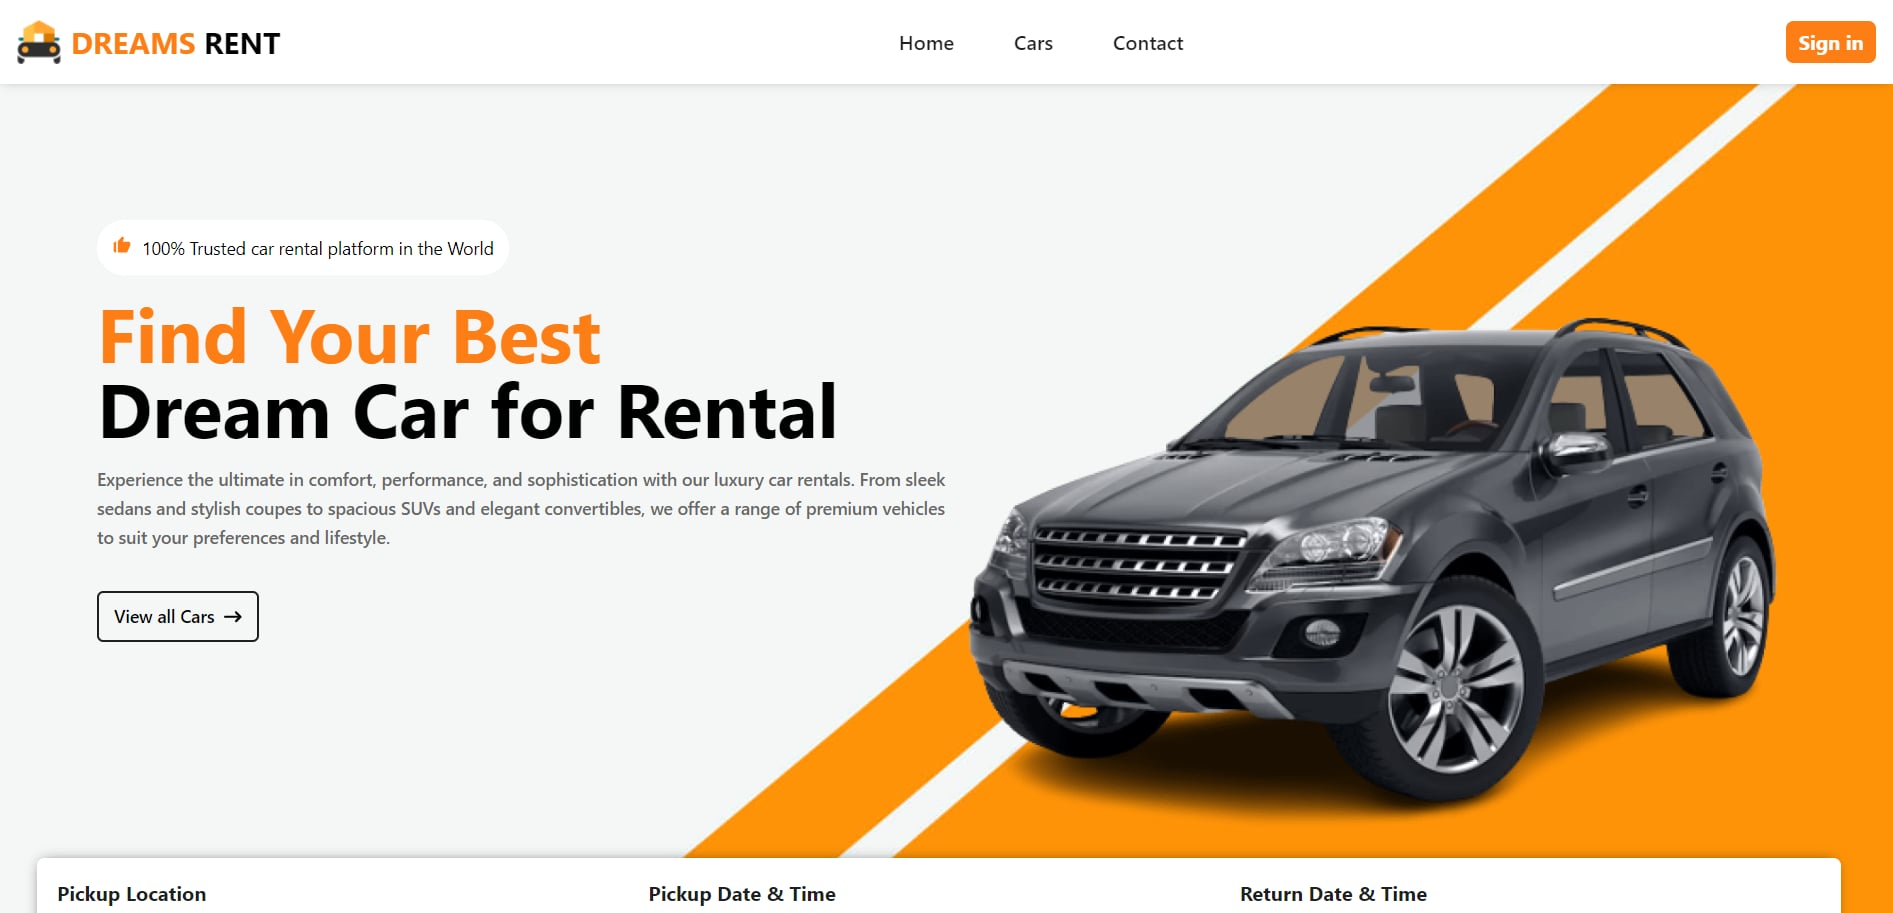 DREAMS RENT
Home
Cars
Contact
Sign in
100% Trusted car rental platform in the World
Find Your Best
Dream Car for Rental
Experience the ultimate in comfort, performance, and sophistication with our luxury car rentals. From sleek
sedans and stylish coupes to spacious SUVs and elegant convertibles, we offer a range of premium vehicles
to suit your preferences and lifestyle.
View all Cars
Pickup Location
Pickup Date & Time
Return Date & Time